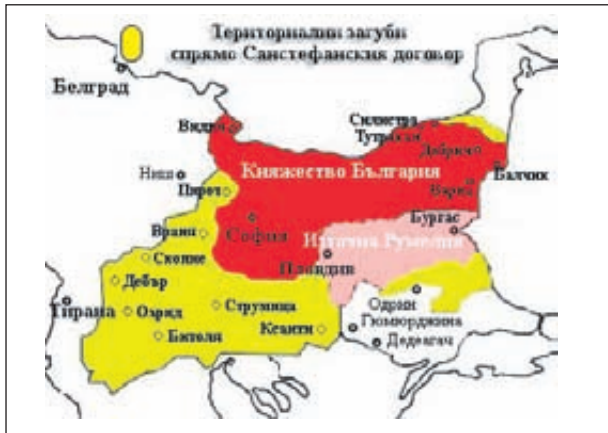 Териториални загуби
спрямо Санстефанския договор
Белград
Видин
Силистра
Тутракан
Добрич
Княжество България
Балчик
Ниш
Пирот
Варна
Бургас
Враня
София
Източна Румелия
Скопие
Пловдив
Дебър
Одрин
Тирана
Охрид
Струмица
Гюмюрджина
Битоля
Ксанти
Дедеагач